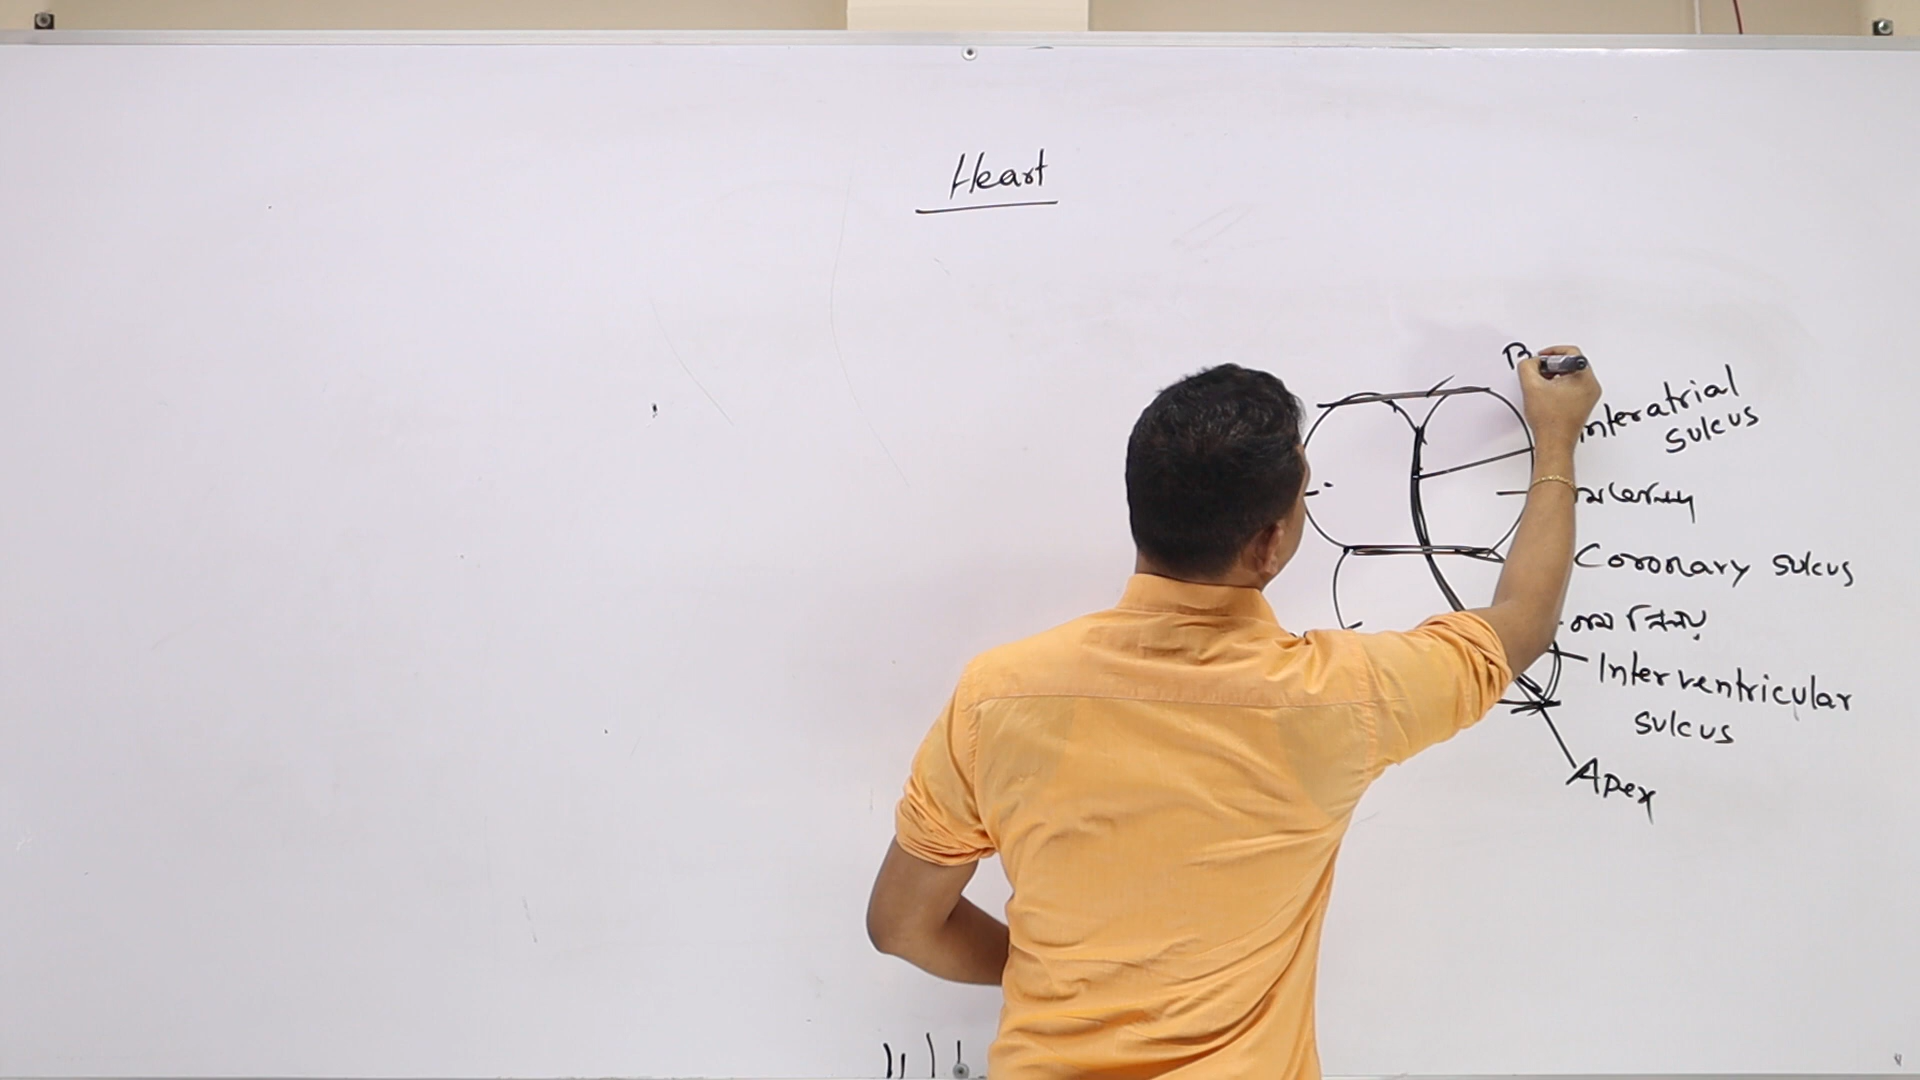 Heart
Interatrial
Sulcus
Coronary sulcus
Interventricular
Sulcus
Apex